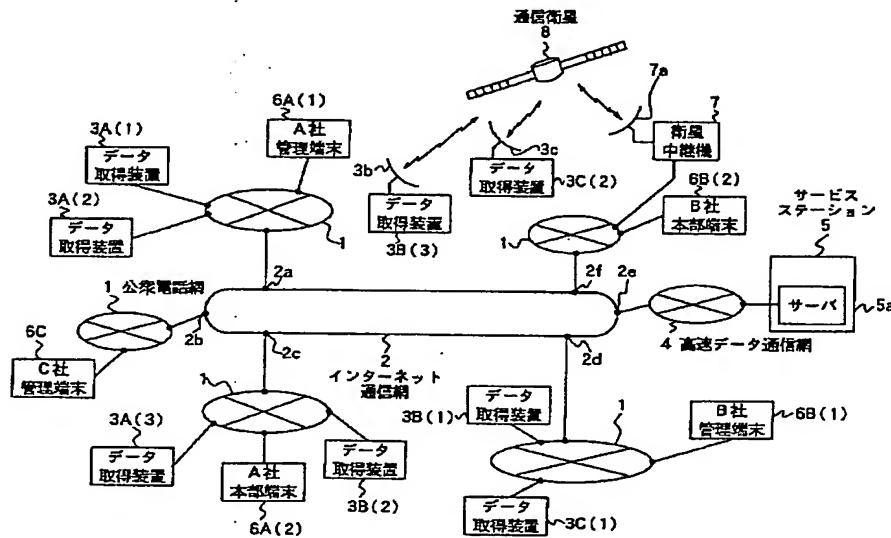 通信衛星
8
7a
7
衛星
中継機
6A(1)
A社
管理端末
3A(1)
データ
取得装置
3A(2)
データ
取得装置
1
3b
データ
取得装置
3B(3)
3c
データ
取得装置
3C(2)
6B(2)
B社
本部端末
1
サービス
ステーション
5
サーバ
5a
2a
2f
2e
1 公衆電話網
2b
6C
C社
管理端末
2c
2
インターネット
通信網
2d
4 高速データ通信網
1
3A(3)
データ
取得装置
A社
本部端末
6A(2)
データ
取得装置
3B(2)
3B(1)
データ
取得装置
1
B社
管理端末
6B(1)
データ
取得装置
3C(1)